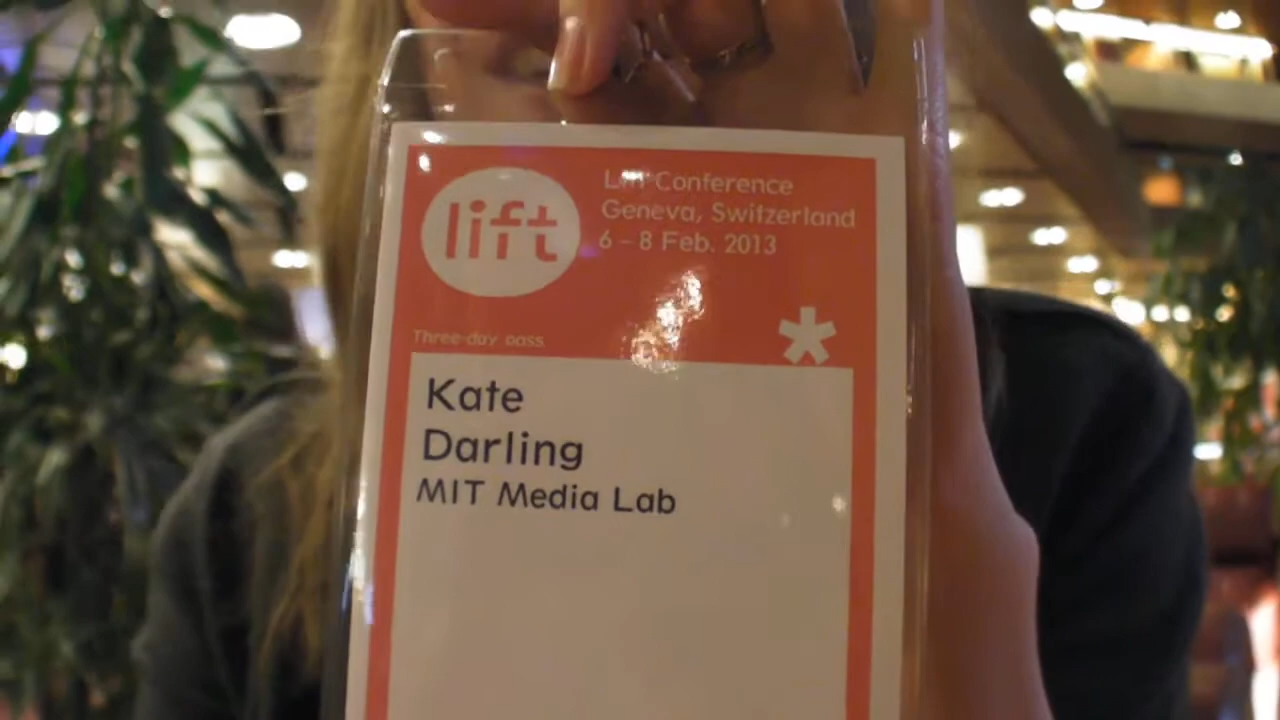 lift
Lift Conference
Geneva, Switzerland
6 – 8 Feb. 2013
Three-day pass
*
Kate
Darling
MIT Media Lab